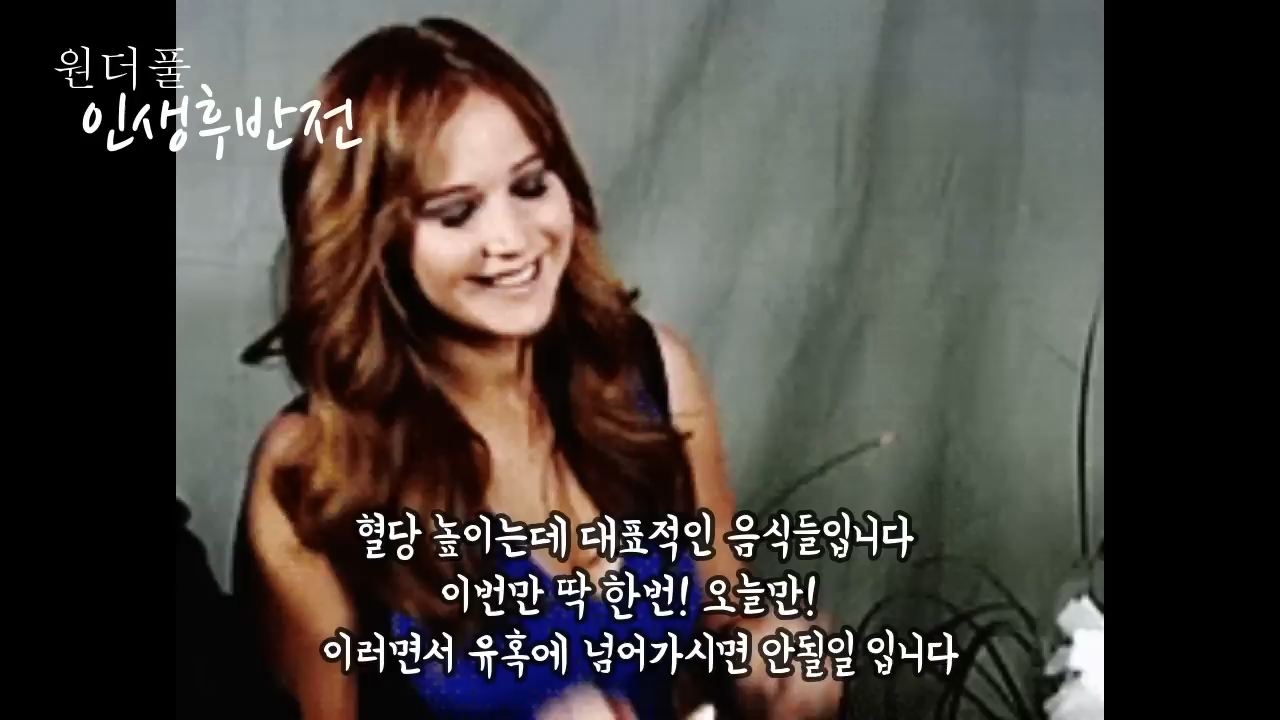 원더풀
인생후반전
혈당 높이는데 대표적인 음식들입니다
이번만 딱 한번! 오늘만!
이러면서 유혹에 넘어가시면 안될일 입니다